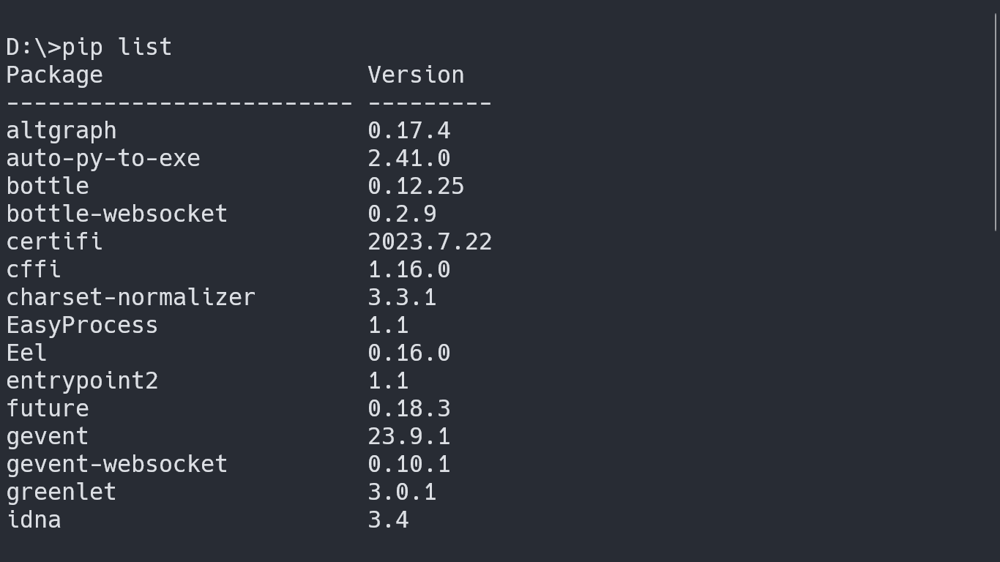 D:\>pip list
Package                   Version
------------------------- ---------
altgraph                  0.17.4
auto-py-to-exe            2.41.0
bottle                    0.12.25
bottle-websocket          0.2.9
certifi                   2023.7.22
cffi                      1.16.0
charset-normalizer        3.3.1
EasyProcess               1.1
Eel                       0.16.0
entrypoint2               1.1
future                    0.18.3
gevent                    23.9.1
gevent-websocket          0.10.1
greenlet                  3.0.1
idna                      3.4